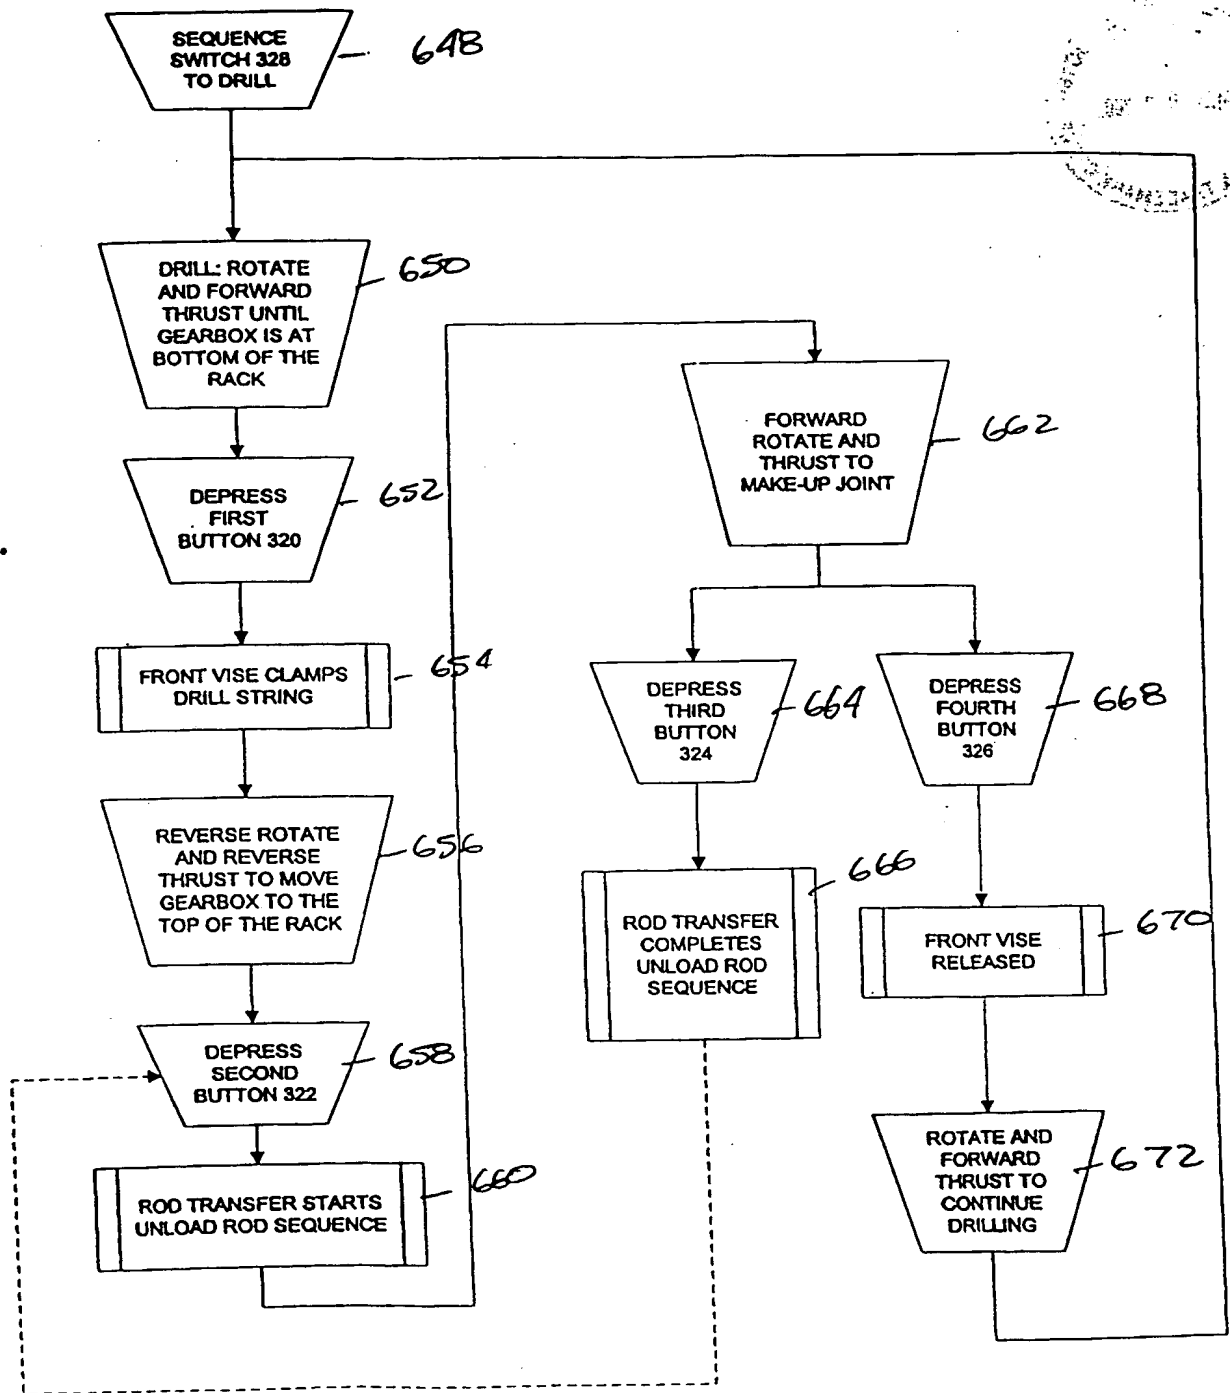 SEQUENCE
SWITCH 328
TO DRILL
648
DRILL: ROTATE
AND FORWARD
THRUST UNTIL
GEARBOX IS AT
BOTTOM OF THE
RACK
650
DEPRESS
FIRST
BUTTON 320
652
FRONT VISE CLAMPS
DRILL STRING
654
REVERSE ROTATE
AND REVERSE
THRUST TO MOVE
GEARBOX TO THE
TOP OF THE RACK
656
DEPRESS
SECOND
BUTTON 322
658
ROD TRANSFER STARTS
UNLOAD ROD SEQUENCE
660
FORWARD
ROTATE AND
THRUST TO
MAKE-UP JOINT
662
DEPRESS
THIRD
BUTTON
324
664
ROD TRANSFER
COMPLETES
UNLOAD ROD
SEQUENCE
666
DEPRESS
FOURTH
BUTTON
326
668
FRONT VISE
RELEASED
670
ROTATE AND
FORWARD
THRUST TO
CONTINUE
DRILLING
672